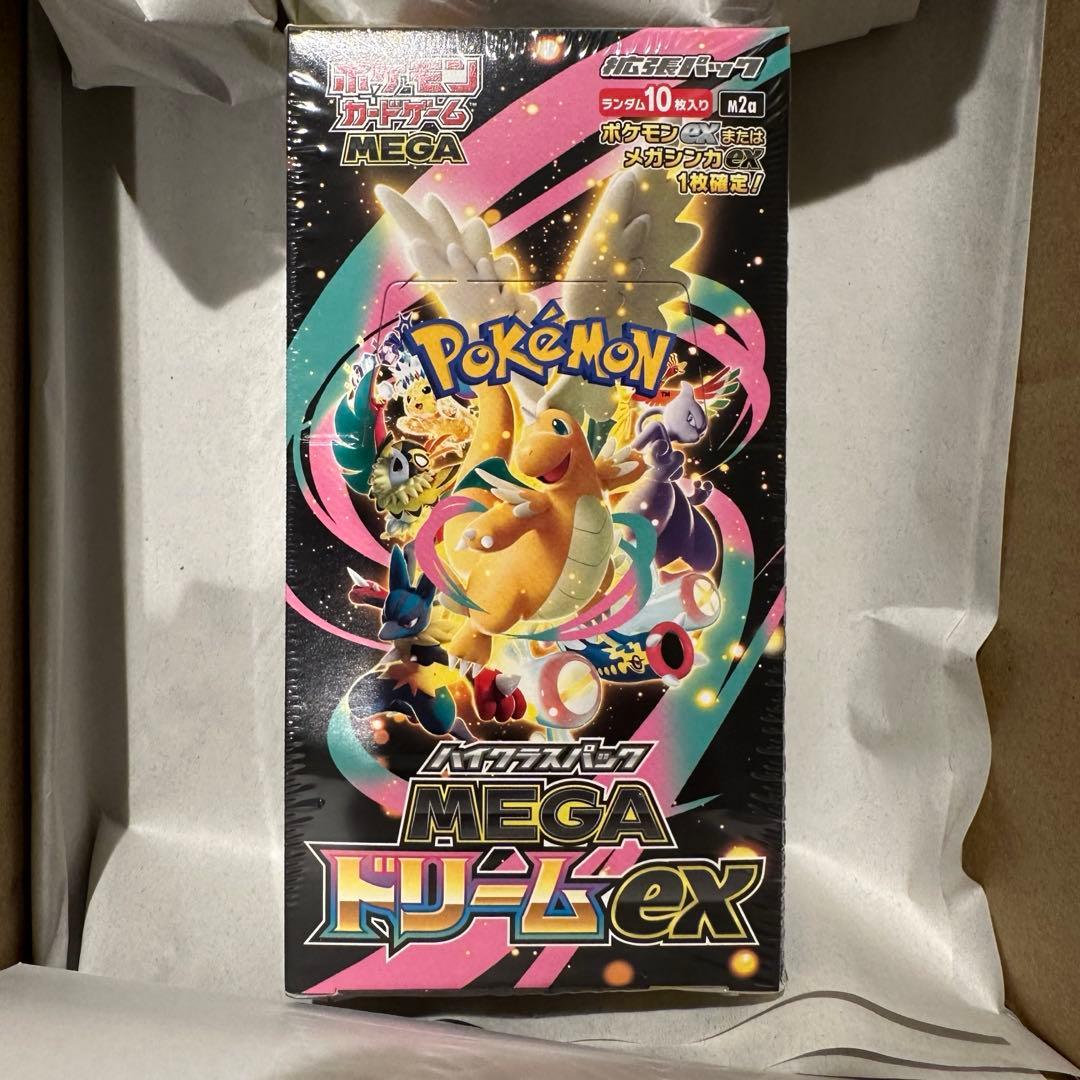 ポケモン
カードゲーム
MEGA
拡張パック
ランダム10枚入り
M2a
ポケモンexまたは
メガシンカex
1枚確定!
POKéMON
TM
ハイクラスパック
MEGA
ドリームex